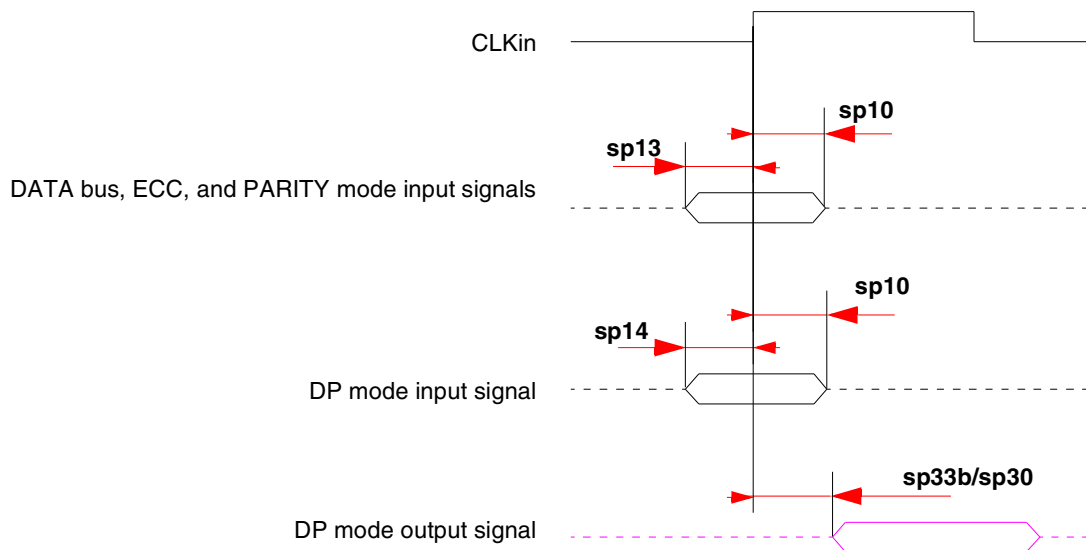 CLKin
sp10
sp13
DATA bus, ECC, and PARITY mode input signals
sp10
sp14
DP mode input signal
sp33b/sp30
DP mode output signal